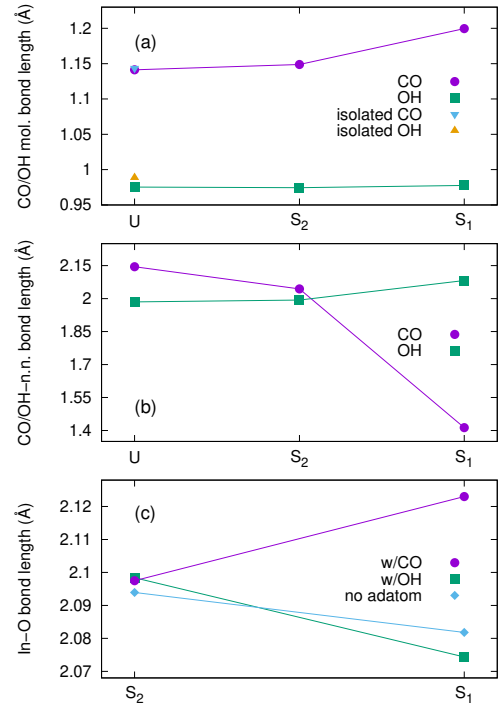 CO/OH mol. bond length (Å)
1.2
1.15
1.1
1.05
1
0.95
(a)
CO
OH
isolated CO
isolated OH
U
S₂
S₁
CO/OH−n.n. bond length (Å)
2.15
2
1.85
1.7
1.55
1.4
(b)
CO
OH
U
S₂
S₁
In−O bond length (Å)
2.12
2.11
2.1
2.09
2.08
2.07
(c)
w/CO
w/OH
no adatom
S₂
S₁